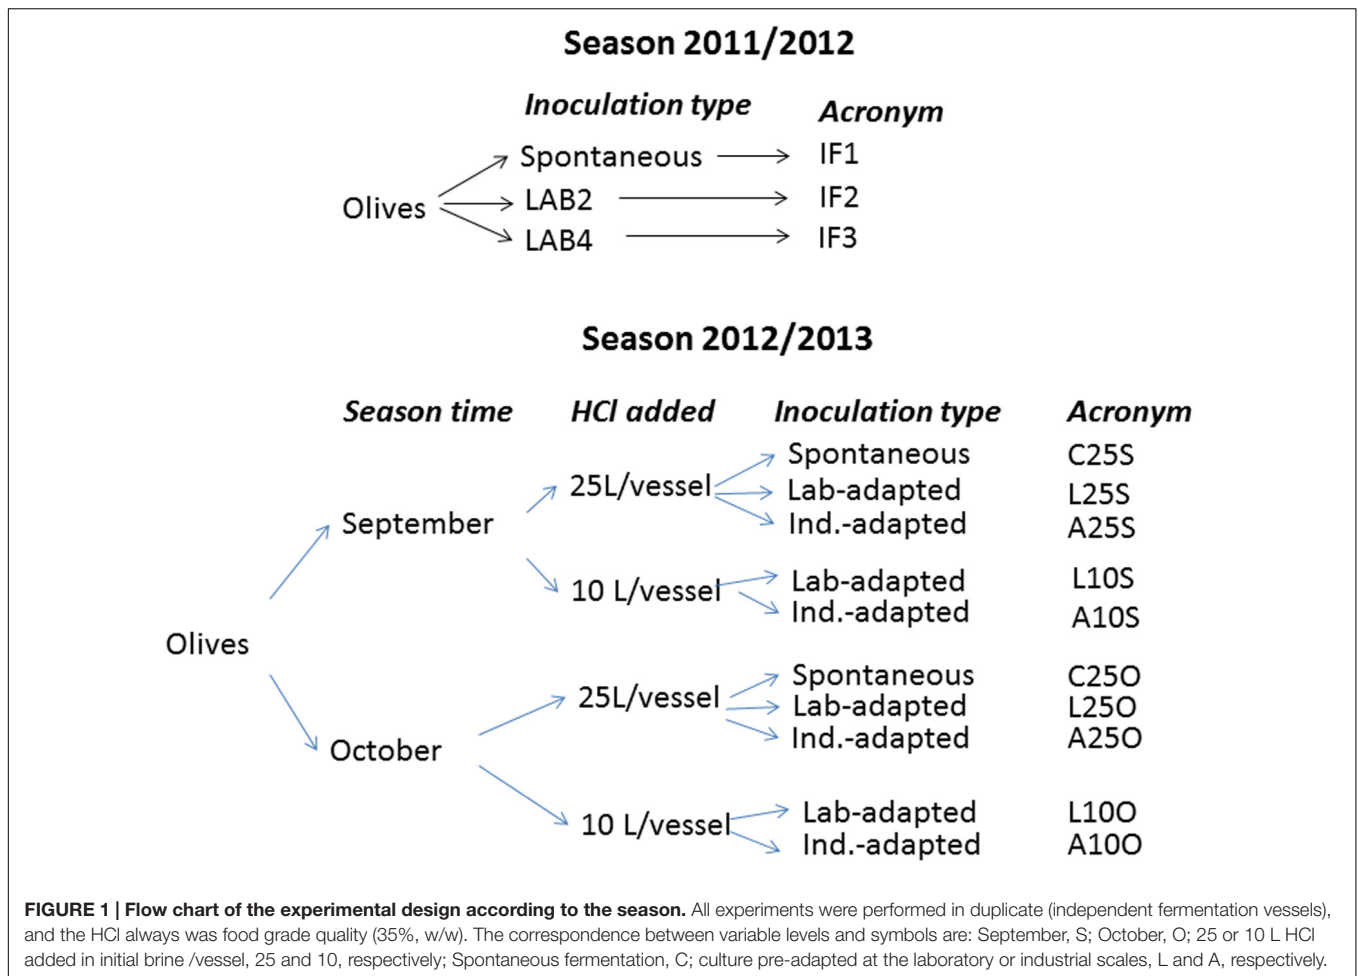 Season 2011/2012
Inoculation type Acronym
Spontaneous IF1
Olives LAB2 IF2
LAB4 IF3
Season 2012/2013
Season time HCl added Inoculation type Acronym
Spontaneous C25S
25L/vessel Lab-adapted L25S
September Ind.-adapted A25S
10 L/vessel Lab-adapted L10S
Ind.-adapted A10S
Olives
Spontaneous C25O
25L/vessel Lab-adapted L25O
October Ind.-adapted A25O
10 L/vessel Lab-adapted L10O
Ind.-adapted A10O
FIGURE 1 | Flow chart of the experimental design according to the season. All experiments were performed in duplicate (independent fermentation vessels),
and the HCl always was food grade quality (35%, w/w). The correspondence between variable levels and symbols are: September, S; October, O; 25 or 10 L HCl
added in initial brine /vessel, 25 and 10, respectively; Spontaneous fermentation, C; culture pre-adapted at the laboratory or industrial scales, L and A, respectively.